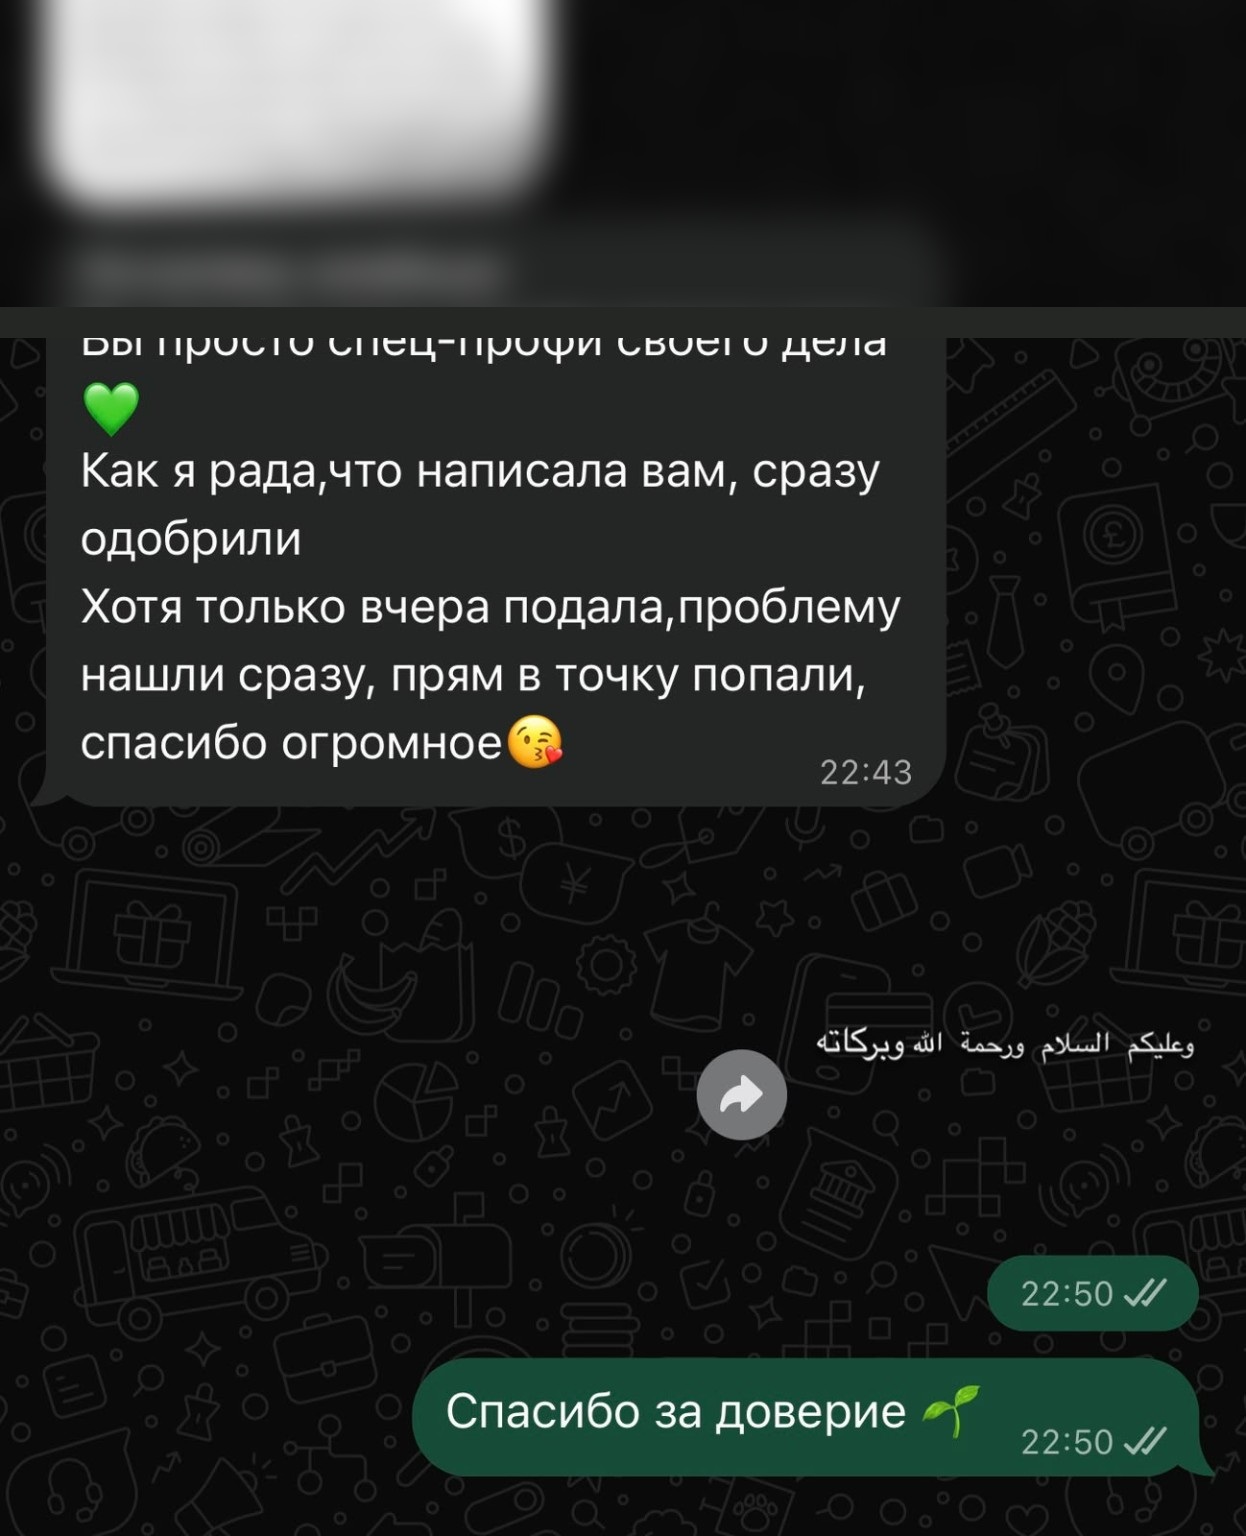 Вы просто спец-профи своего дела
💚
Как я рада,что написала вам, сразу
одобрили
Хотя только вчера подала,проблему
нашли сразу, прям в точку попали,
спасибо огромное😘
22:43
وعليكم السلام ورحمة الله وبركاته
22:50
Спасибо за доверие 🌱
22:50